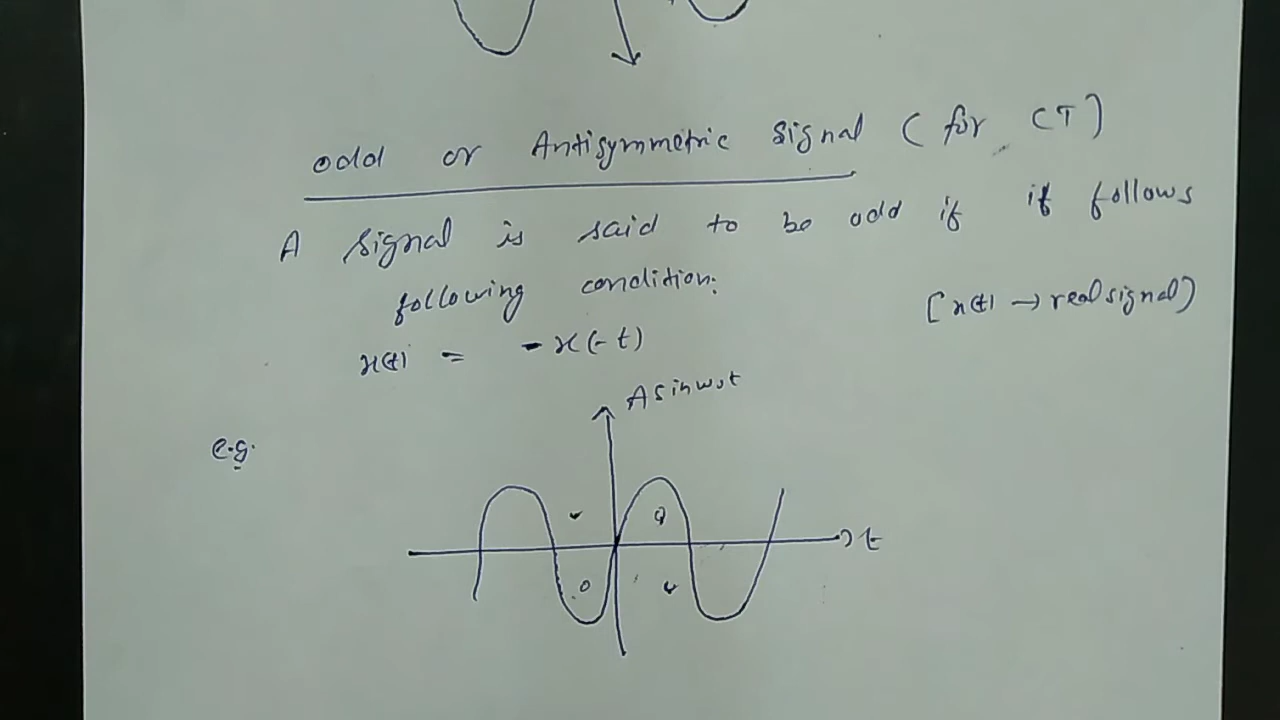 odd or Antisymmetric signal (for CT)
A signal is said to be odd if it follows
following condition:
[x(t) → real signal)
x(t) = -x(-t)
A sinω₀t
e.g.
t